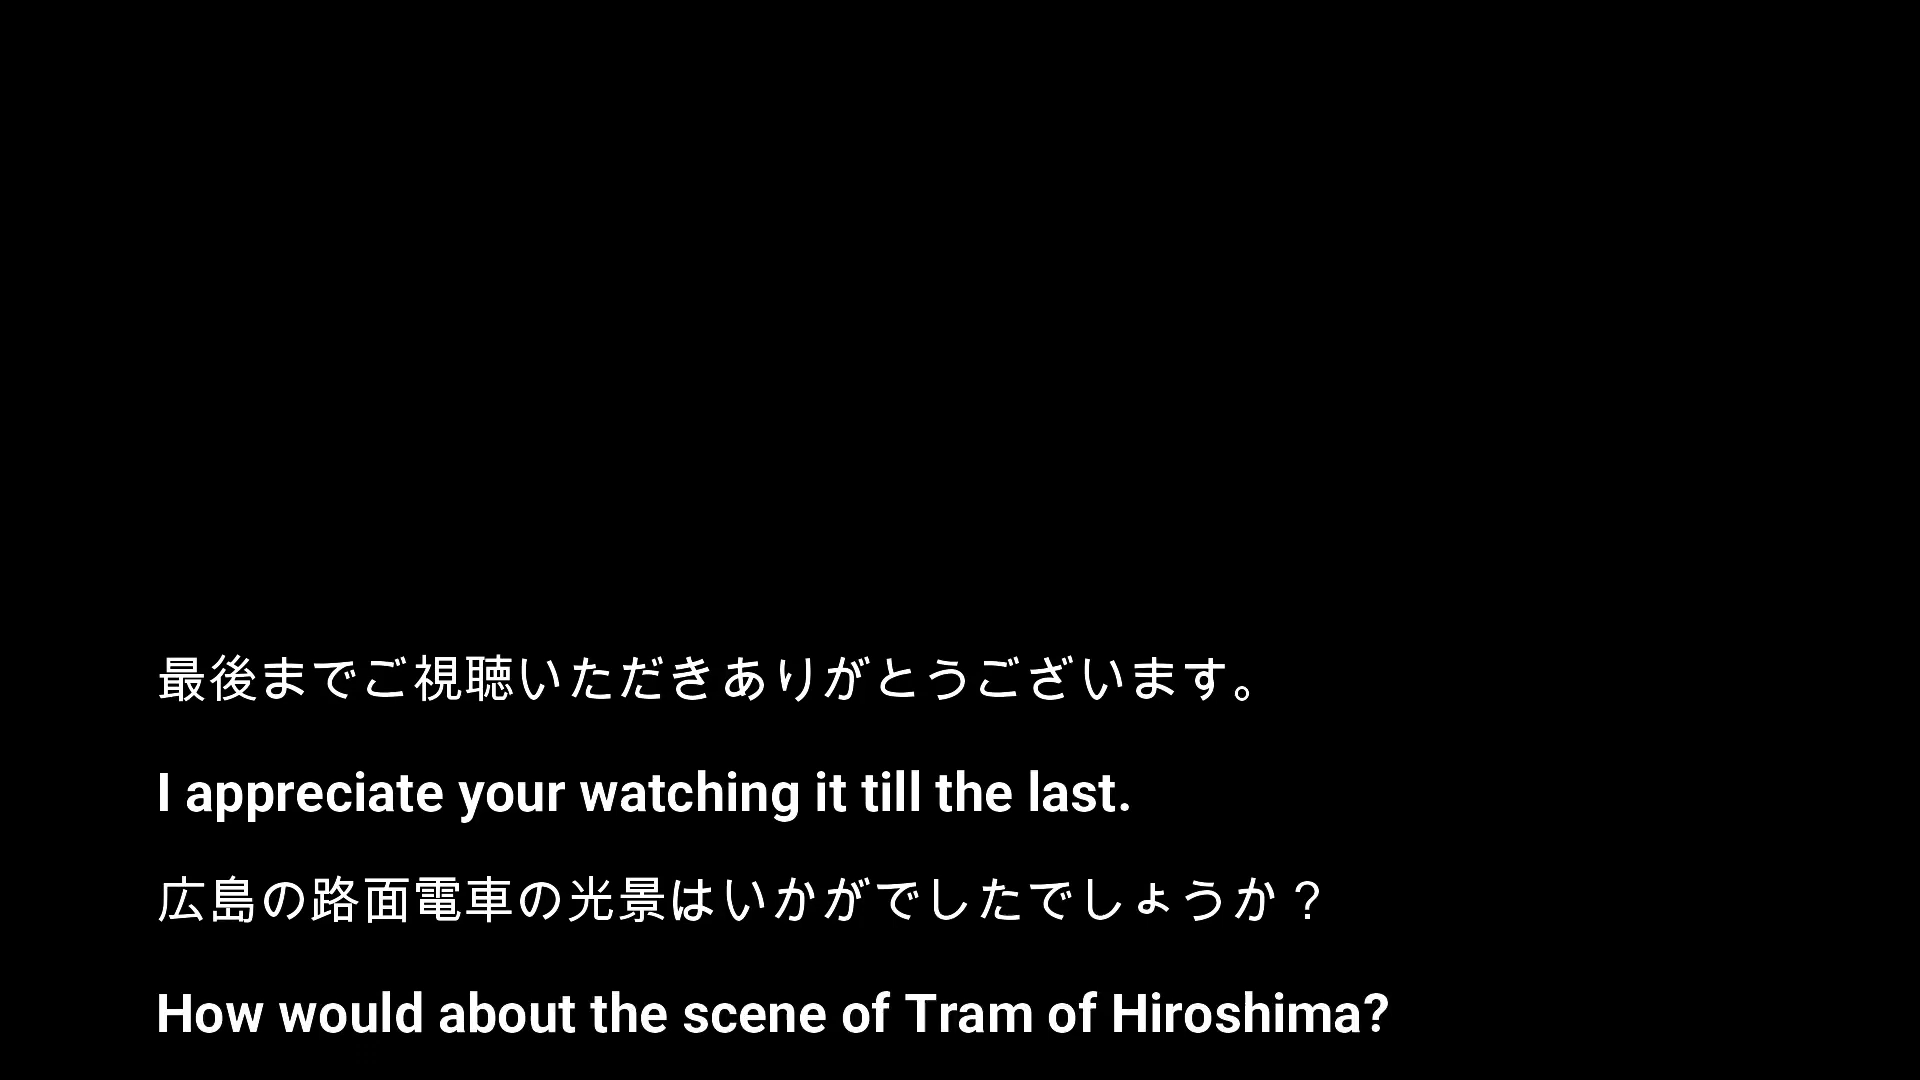 最後までご視聴いただきありがとうございます。
I appreciate your watching it till the last.
広島の路面電車の光景はいかがでしたでしょうか？
How would about the scene of Tram of Hiroshima?